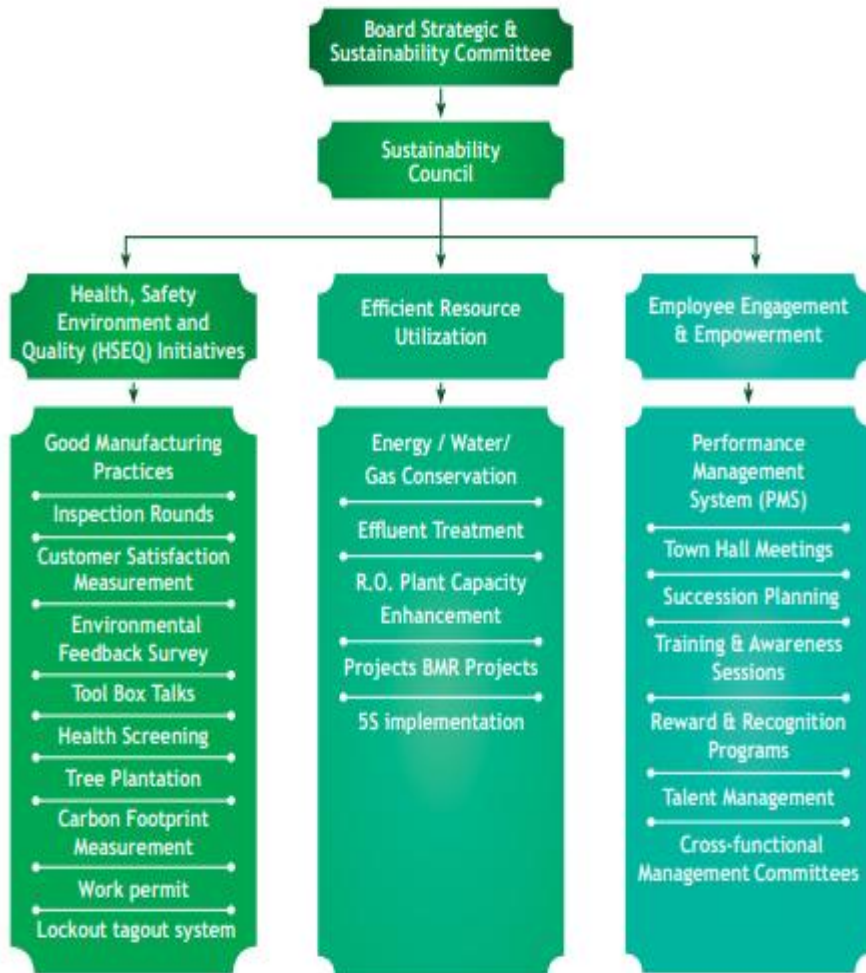 Board Strategic &
Sustainability Committee
Sustainability
Council
Health, Safety
Environment and
Quality (HSEQ) Initiatives
Good Manufacturing
Practices
Inspection Rounds
Customer Satisfaction
Measurement
Environmental
Feedback Survey
Tool Box Talks
Health Screening
Tree Plantation
Carbon Footprint
Measurement
Work permit
Lockout tagout system
Efficient Resource
Utilization
Energy / Water/
Gas Conservation
Effluent Treatment
R.O. Plant Capacity
Enhancement
Projects BMR Projects
5S implementation
Employee Engagement
& Empowerment
Performance
Management
System (PMS)
Town Hall Meetings
Succession Planning
Training & Awareness
Sessions
Reward & Recognition
Programs
Talent Management
Cross-functional
Management Committees